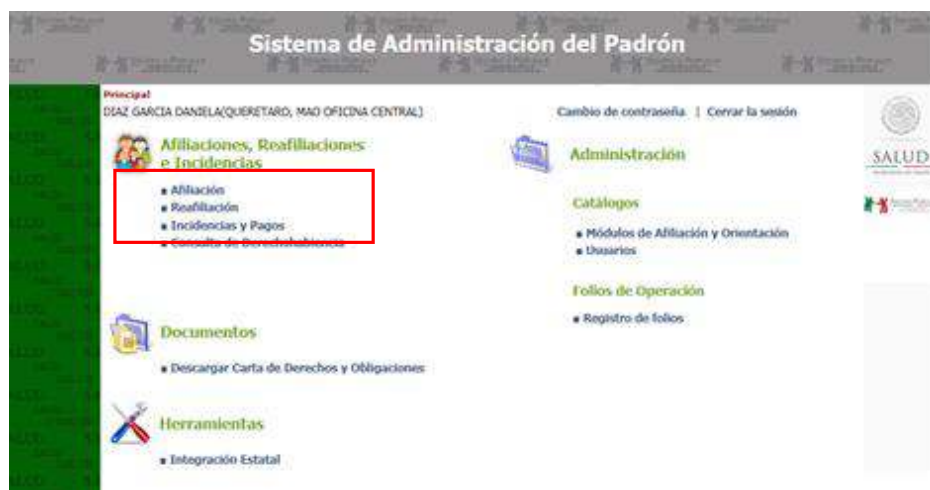 Sistema de Administración del Padrón
Principal
DIAZ GARCIA DANIELA(QUERETARO, MAO OFICINA CENTRAL)
Cambio de contraseña | Cerrar la sesión
Afiliaciones, Reafiliaciones
e Incidencias
Afiliación
Reafiliación
Incidencias y Pagos
Consulta de Derechohabiencia
Documentos
Descargar Carta de Derechos y Obligaciones
Herramientas
Integración Estatal
Administración
Catálogos
Módulos de Afiliación y Orientación
Usuarios
Folios de Operación
Registro de folios
SALUD